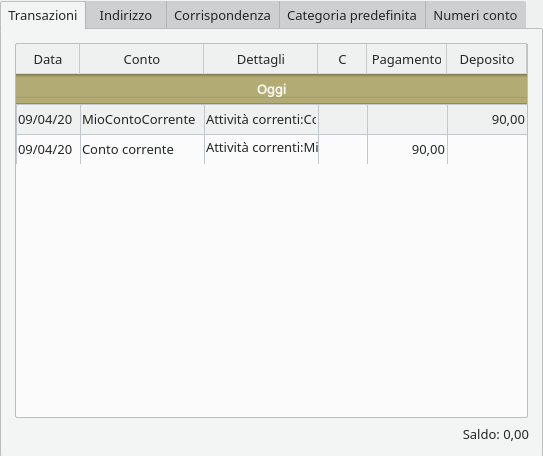 Transazioni Indirizzo Corrispondenza Categoria predefinita Numeri conto
Data Conto Dettagli C Pagamento Deposito
Oggi
09/04/20 MioContoCorrente Attività correnti:Co 90,00
09/04/20 Conto corrente Attività correnti:Mi 90,00
Saldo: 0,00